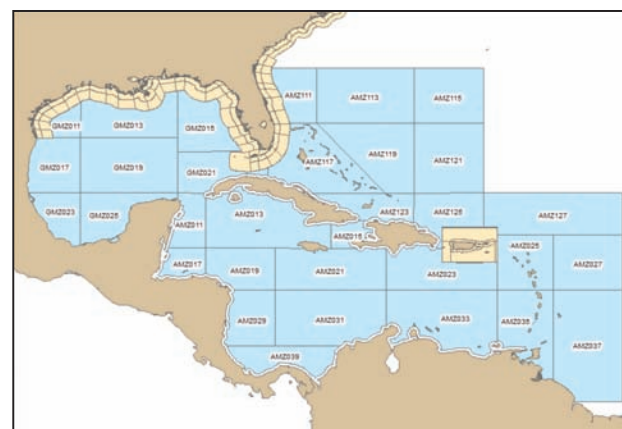 AMZ111 AMZ113 AMZ115
GMZ011 GMZ013 GMZ015
GMZ017 GMZ019 GMZ021 AMZ117 AMZ119 AMZ121
GMZ023 GMZ025 AMZ011 AMZ013 AMZ123 AMZ125 AMZ127
AMZ015
AMZ017 AMZ019 AMZ021 AMZ023 AMZ025 AMZ027
AMZ029 AMZ031 AMZ033 AMZ035 AMZ037
AMZ039